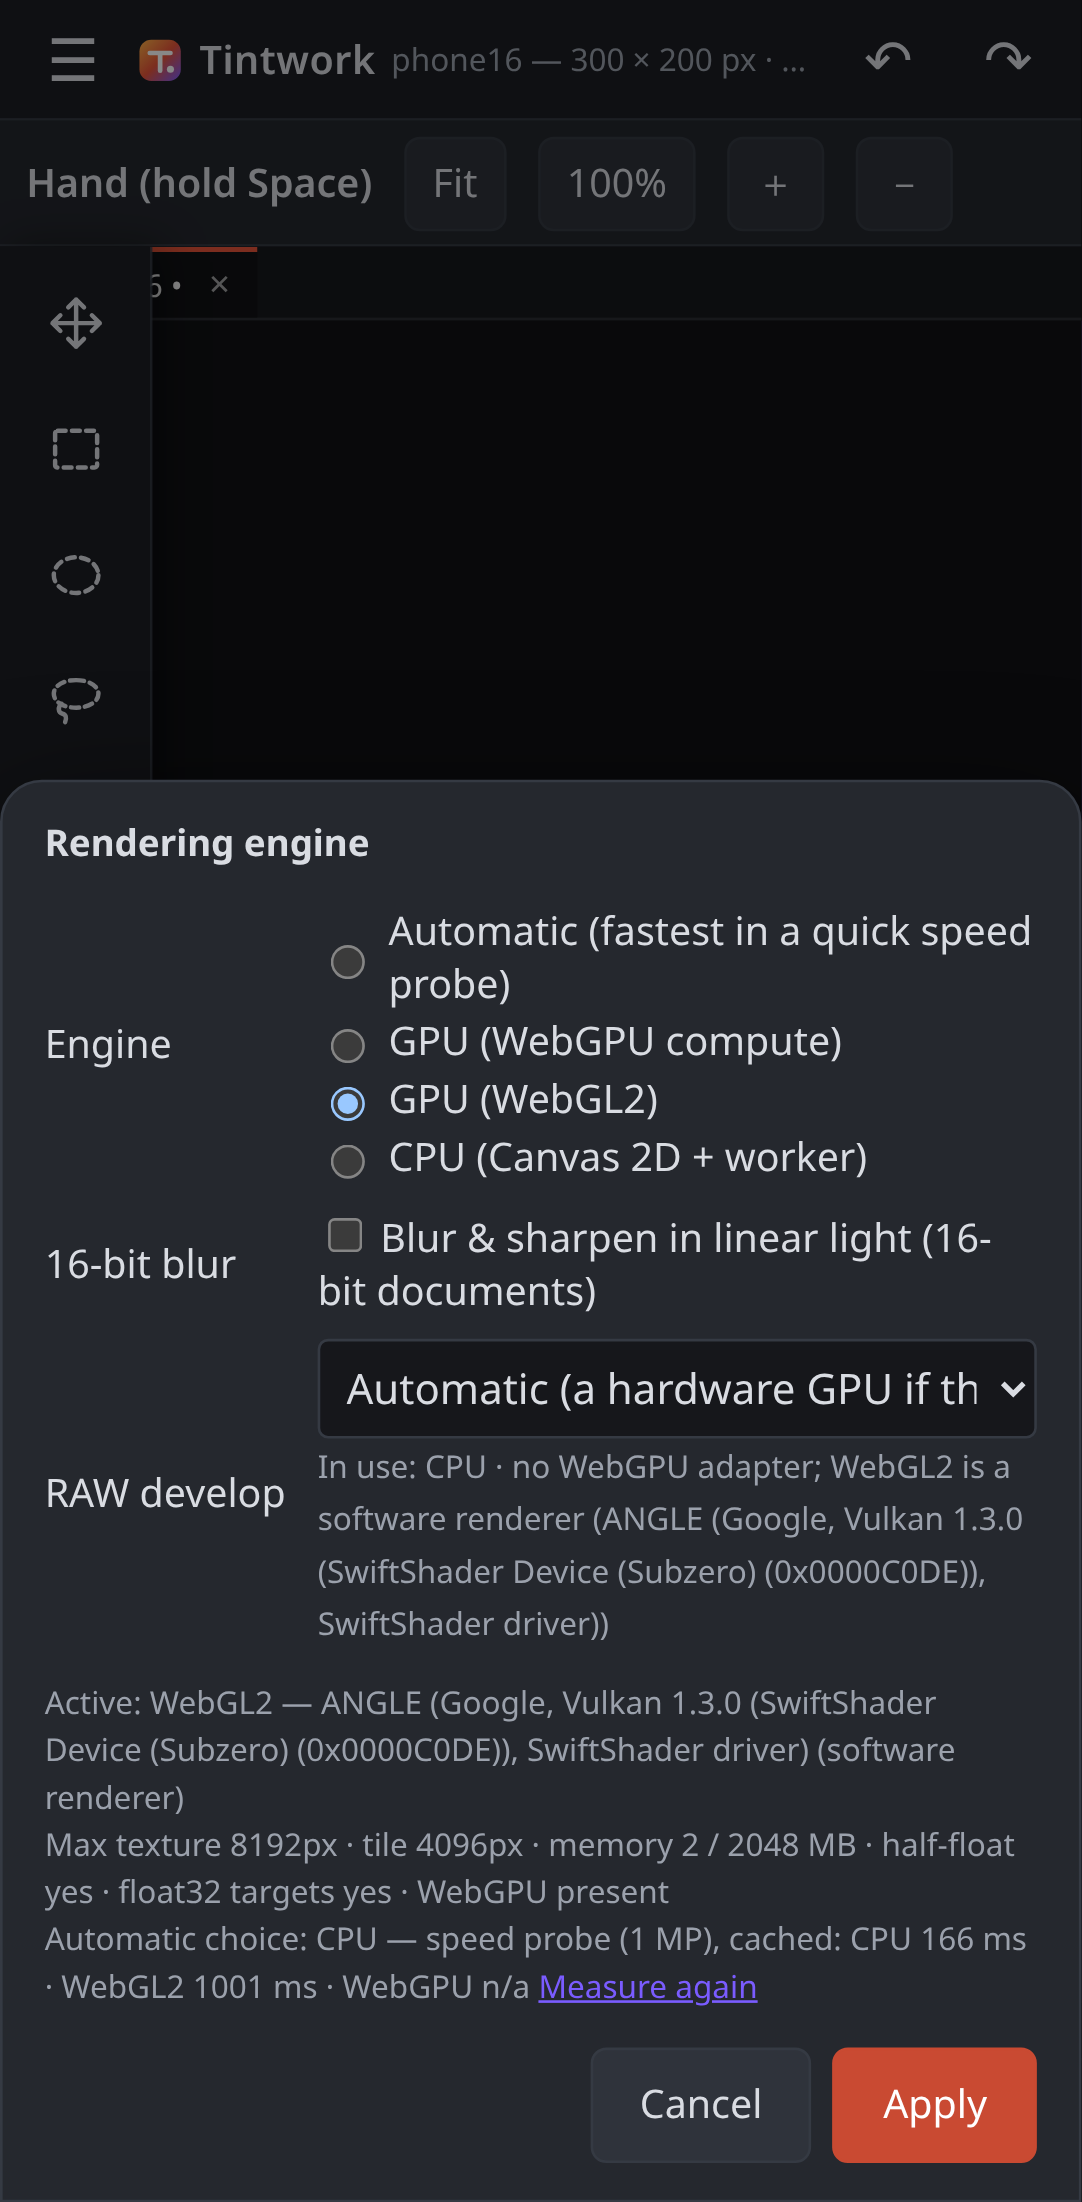 Tintwork phone16 — 300 × 200 px · ...
Hand (hold Space) Fit 100% + −
6 • ×
Rendering engine
Engine
Automatic (fastest in a quick speed
probe)
GPU (WebGPU compute)
GPU (WebGL2)
CPU (Canvas 2D + worker)
16-bit blur
Blur & sharpen in linear light (16-
bit documents)
RAW develop
Automatic (a hardware GPU if th
In use: CPU · no WebGPU adapter; WebGL2 is a
software renderer (ANGLE (Google, Vulkan 1.3.0
(SwiftShader Device (Subzero) (0x0000C0DE)),
SwiftShader driver))
Active: WebGL2 — ANGLE (Google, Vulkan 1.3.0 (SwiftShader
Device (Subzero) (0x0000C0DE)), SwiftShader driver) (software
renderer)
Max texture 8192px · tile 4096px · memory 2 / 2048 MB · half-float
yes · float32 targets yes · WebGPU present
Automatic choice: CPU — speed probe (1 MP), cached: CPU 166 ms
· WebGL2 1001 ms · WebGPU n/a Measure again
Cancel Apply